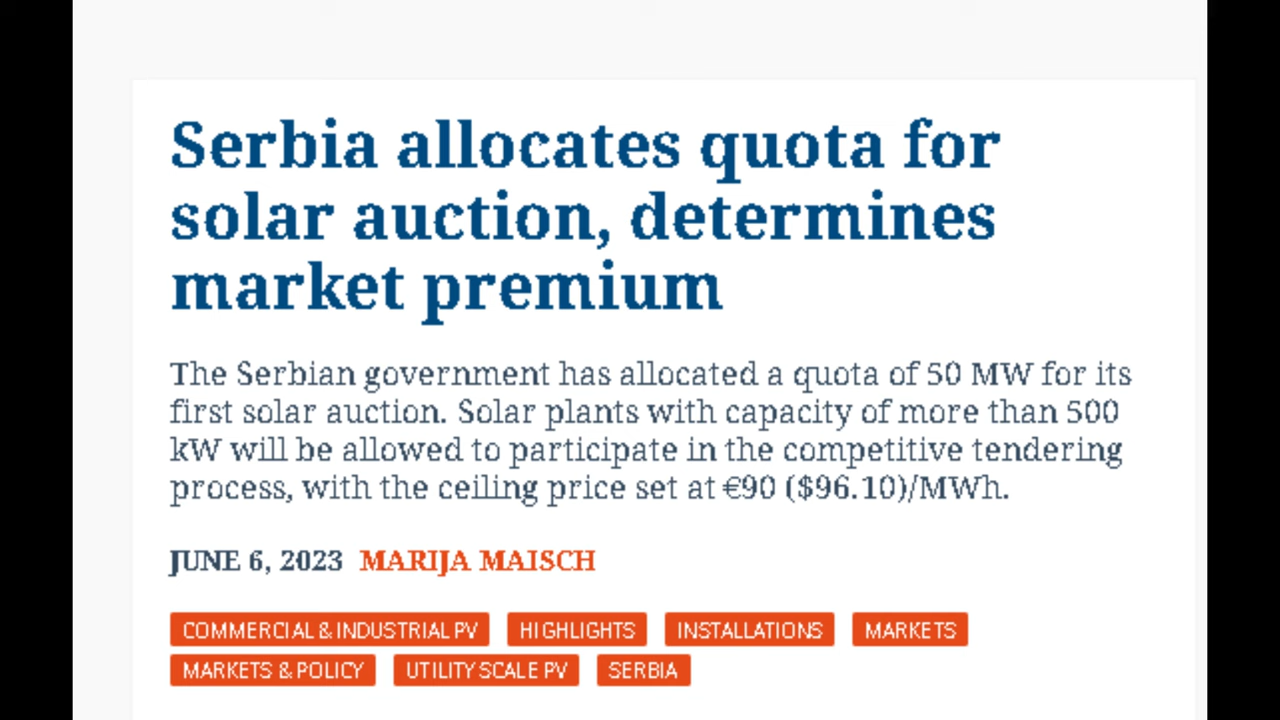 Serbia allocates quota for
solar auction, determines
market premium
The Serbian government has allocated a quota of 50 MW for its
first solar auction. Solar plants with capacity of more than 500
kW will be allowed to participate in the competitive tendering
process, with the ceiling price set at €90 ($96.10)/MWh.
JUNE 6, 2023 MARIJA MAISCH
COMMERCIAL & INDUSTRIAL PV HIGHLIGHTS INSTALLATIONS MARKETS
MARKETS & POLICY UTILITY SCALE PV SERBIA